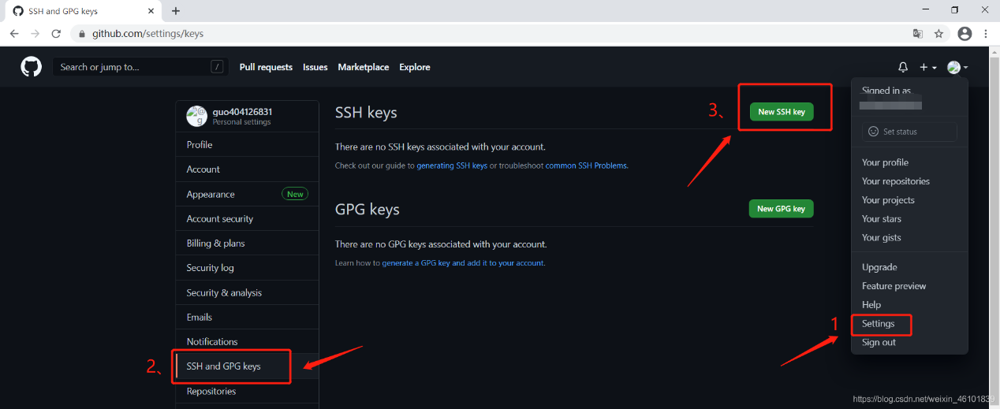 SSH and GPG keys
github.com/settings/keys
Search or jump to... / Pull requests Issues Marketplace Explore
Signed in as
Set status
Your profile
Your repositories
Your projects
Your stars
Your gists
Upgrade
Feature preview
Help
1 Settings
Sign out
guo404126831
Personal settings
Profile
Account
Appearance New
Account security
Billing & plans
Security log
Security & analysis
Emails
Notifications
2、 SSH and GPG keys
Repositories
SSH keys 3、 New SSH key
There are no SSH keys associated with your account.
Check out our guide to generating SSH keys or troubleshoot common SSH Problems.
GPG keys New GPG key
There are no GPG keys associated with your account.
Learn how to generate a GPG key and add it to your account.
https://blog.csdn.net/weixin_46101839